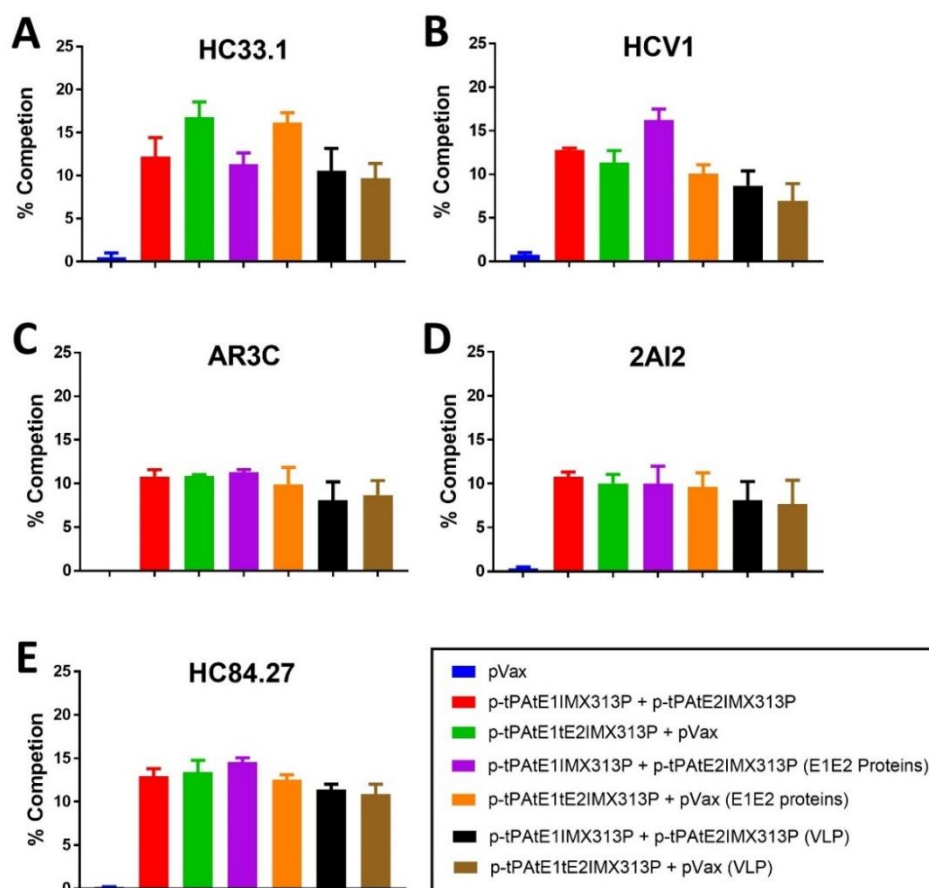 A
HC33.1
% Competion
25
20
15
10
5
0
B
HCV1
% Competion
25
20
15
10
5
0
C
AR3C
% Competion
25
20
15
10
5
0
D
2AI2
% Competion
25
20
15
10
5
0
E
HC84.27
% Competion
25
20
15
10
5
0
pVax
p-tPAtE1IMX313P + p-tPAtE2IMX313P
p-tPAtE1tE2IMX313P + pVax
p-tPAtE1IMX313P + p-tPAtE2IMX313P (E1E2 Proteins)
p-tPAtE1tE2IMX313P + pVax (E1E2 proteins)
p-tPAtE1IMX313P + p-tPAtE2IMX313P (VLP)
p-tPAtE1tE2IMX313P + pVax (VLP)